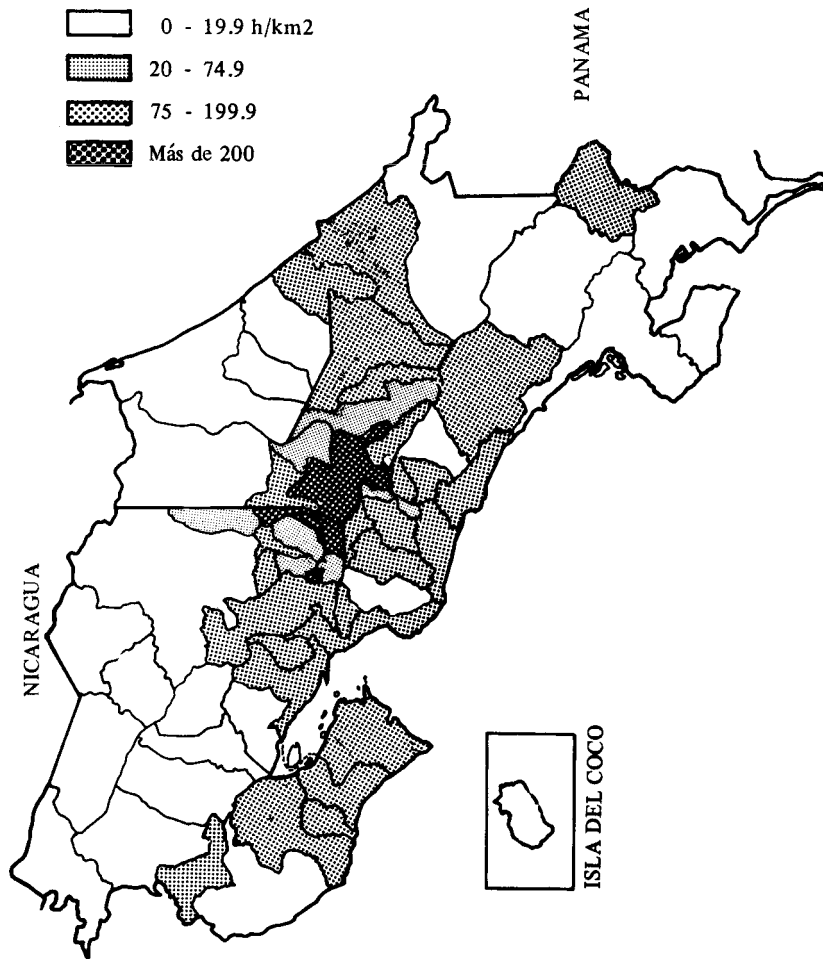 0 - 19.9 h/km2
20 - 74.9
75 - 199.9
Más de 200
PANAMA
NICARAGUA
ISLA DEL COCO